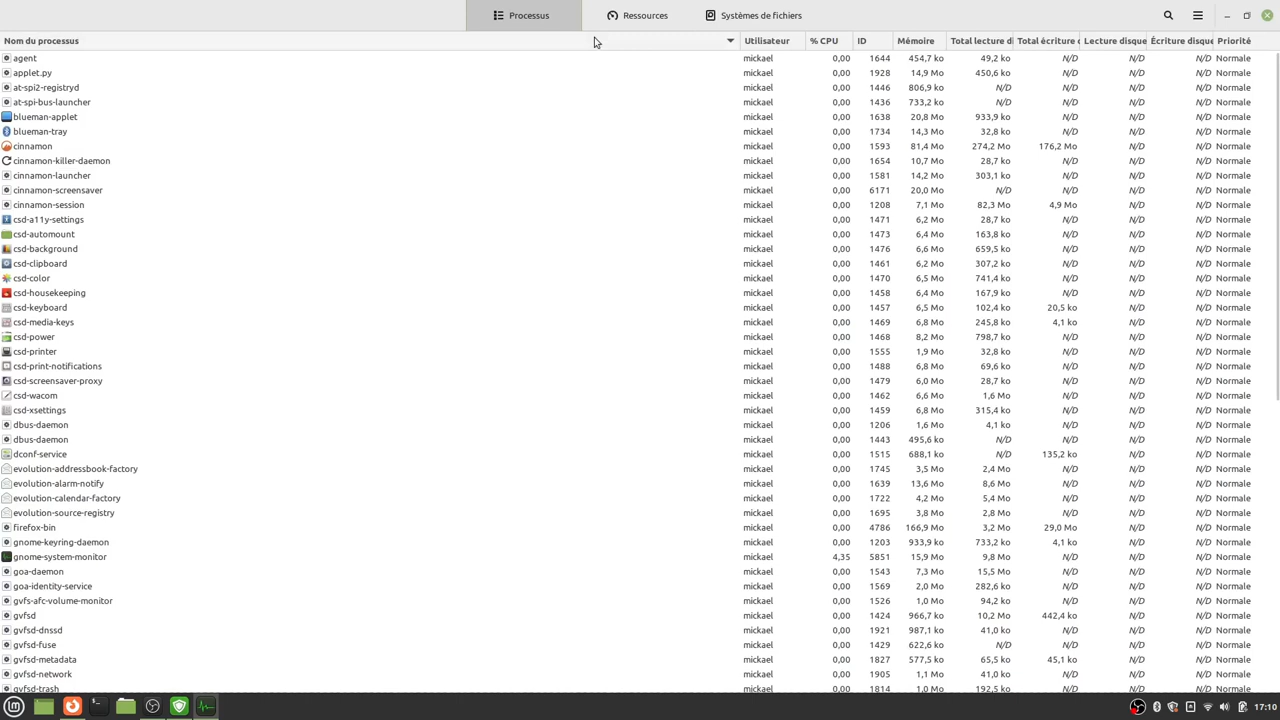 Processus Ressources Systèmes de fichiers
Nom du processus Utilisateur % CPU ID Mémoire Total lecture d Total écriture Lecture disque Écriture disque Priorité
agent mickael 0,00 1644 454,7 ko 49,2 ko N/D N/D N/D Normale
applet.py mickael 0,00 1928 14,9 Mo 450,6 ko N/D N/D N/D Normale
at-spi2-registryd mickael 0,00 1446 806,9 ko N/D N/D N/D N/D Normale
at-spi-bus-launcher mickael 0,00 1436 733,2 ko N/D N/D N/D N/D Normale
blueman-applet mickael 0,00 1638 20,8 Mo 933,9 ko N/D N/D N/D Normale
blueman-tray mickael 0,00 1734 14,3 Mo 32,8 ko N/D N/D N/D Normale
cinnamon mickael 0,00 1593 81,4 Mo 274,2 Mo 176,2 Mo N/D N/D Normale
cinnamon-killer-daemon mickael 0,00 1654 10,7 Mo 28,7 ko N/D N/D N/D Normale
cinnamon-launcher mickael 0,00 1581 14,2 Mo 303,1 ko N/D N/D N/D Normale
cinnamon-screensaver mickael 0,00 6171 20,0 Mo N/D N/D N/D N/D Normale
cinnamon-session mickael 0,00 1208 7,1 Mo 82,3 Mo 4,9 Mo N/D N/D Normale
csd-a11y-settings mickael 0,00 1471 6,2 Mo 28,7 ko N/D N/D N/D Normale
csd-automount mickael 0,00 1473 6,4 Mo 163,8 ko N/D N/D N/D Normale
csd-background mickael 0,00 1476 6,6 Mo 659,5 ko N/D N/D N/D Normale
csd-clipboard mickael 0,00 1461 6,2 Mo 307,2 ko N/D N/D N/D Normale
csd-color mickael 0,00 1470 6,5 Mo 741,4 ko N/D N/D N/D Normale
csd-housekeeping mickael 0,00 1458 6,4 Mo 167,9 ko N/D N/D N/D Normale
csd-keyboard mickael 0,00 1457 6,5 Mo 102,4 ko 20,5 ko N/D N/D Normale
csd-media-keys mickael 0,00 1469 6,8 Mo 245,8 ko 4,1 ko N/D N/D Normale
csd-power mickael 0,00 1468 8,2 Mo 798,7 ko N/D N/D N/D Normale
csd-printer mickael 0,00 1555 1,9 Mo 32,8 ko N/D N/D N/D Normale
csd-print-notifications mickael 0,00 1488 6,8 Mo 69,6 ko N/D N/D N/D Normale
csd-screensaver-proxy mickael 0,00 1479 6,0 Mo 28,7 ko N/D N/D N/D Normale
csd-wacom mickael 0,00 1462 6,6 Mo 1,6 Mo N/D N/D N/D Normale
csd-xsettings mickael 0,00 1459 6,8 Mo 315,4 ko N/D N/D N/D Normale
dbus-daemon mickael 0,00 1206 1,6 Mo 4,1 ko N/D N/D N/D Normale
dbus-daemon mickael 0,00 1443 495,6 ko N/D N/D N/D N/D Normale
dconf-service mickael 0,00 1515 688,1 ko N/D 135,2 ko N/D N/D Normale
evolution-addressbook-factory mickael 0,00 1745 3,5 Mo 2,4 Mo N/D N/D N/D Normale
evolution-alarm-notify mickael 0,00 1639 13,6 Mo 8,6 Mo N/D N/D N/D Normale
evolution-calendar-factory mickael 0,00 1722 4,2 Mo 5,4 Mo N/D N/D N/D Normale
evolution-source-registry mickael 0,00 1695 3,8 Mo 2,8 Mo N/D N/D N/D Normale
firefox-bin mickael 0,00 4786 166,9 Mo 3,2 Mo 29,0 Mo N/D N/D Normale
gnome-keyring-daemon mickael 0,00 1203 933,9 ko 733,2 ko 4,1 ko N/D N/D Normale
gnome-system-monitor mickael 4,35 5851 15,9 Mo 9,8 Mo N/D N/D N/D Normale
goa-daemon mickael 0,00 1543 7,3 Mo 15,5 Mo N/D N/D N/D Normale
goa-identity-service mickael 0,00 1569 2,0 Mo 282,6 ko N/D N/D N/D Normale
gvfs-afc-volume-monitor mickael 0,00 1526 1,0 Mo 94,2 ko N/D N/D N/D Normale
gvfsd mickael 0,00 1424 966,7 ko 10,2 Mo 442,4 ko N/D N/D Normale
gvfsd-dnssd mickael 0,00 1921 987,1 ko 41,0 ko N/D N/D N/D Normale
gvfsd-fuse mickael 0,00 1429 622,6 ko N/D N/D N/D N/D Normale
gvfsd-metadata mickael 0,00 1827 577,5 ko 65,5 ko 45,1 ko N/D N/D Normale
gvfsd-network mickael 0,00 1905 1,1 Mo 41,0 ko N/D N/D N/D Normale
gvfsd-trash mickael 0,00 1814 1,0 Mo 192,5 ko N/D N/D N/D Normale
17:10